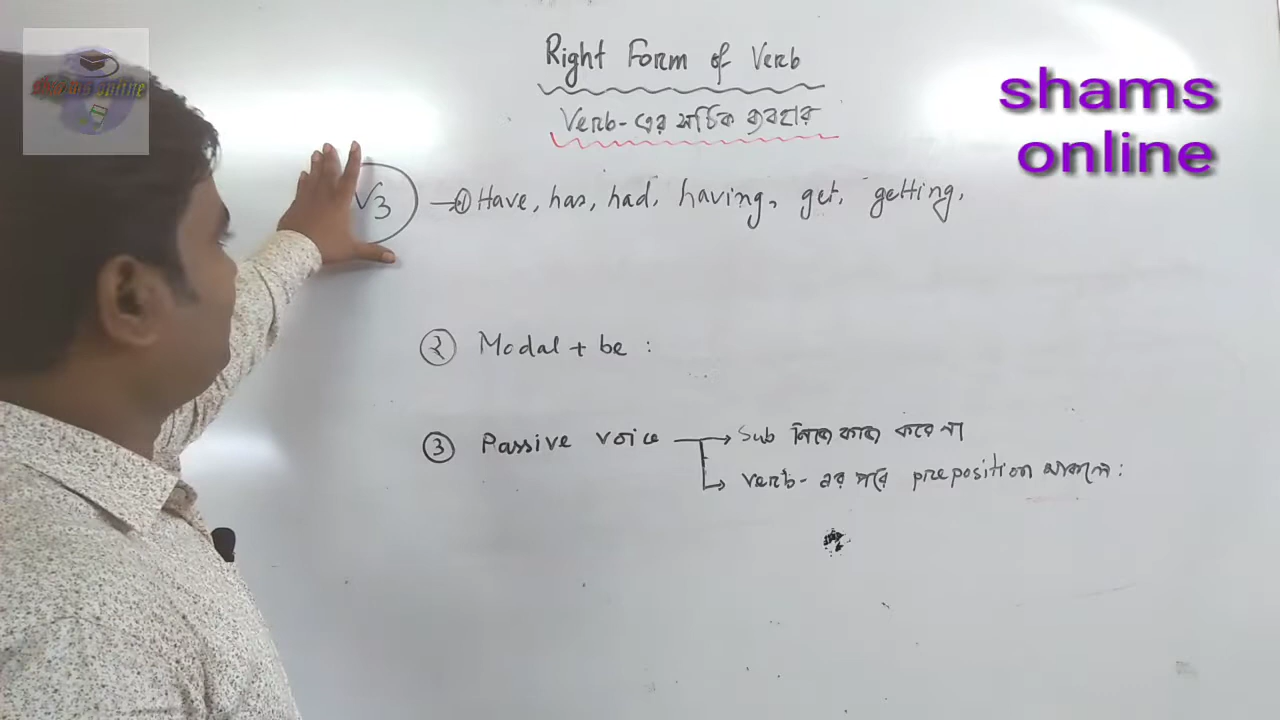 Right Form of Verb
Verb-এর সঠিক ব্যবহার
shams
online
V3 → ① Have, has, had, having, get, getting,
② Modal + be :
③ Passive voice → Sub নিজে কাজ করে না
→ verb- এর পরে preposition থাকলে :